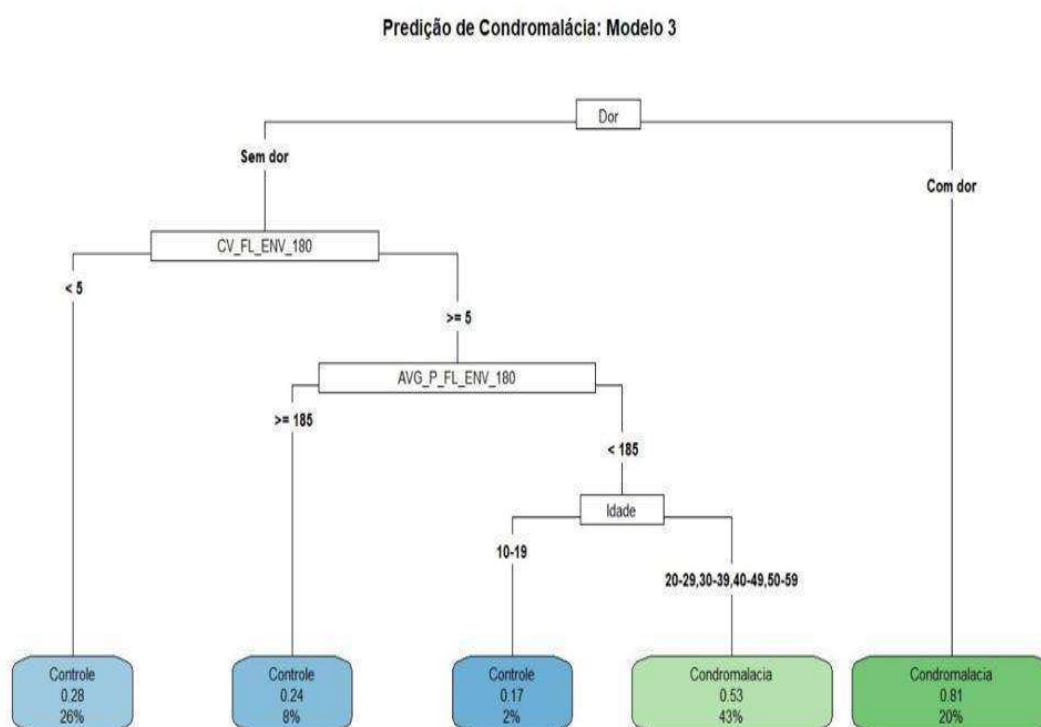 Predição de Condromalácia: Modelo 3
Dor
Sem dor
Com dor
CV_FL_ENV_180
< 5
>= 5
AVG_P_FL_ENV_180
>= 185
< 185
Idade
10-19
20-29,30-39,40-49,50-59
Controle
0.28
26%
Controle
0.24
8%
Controle
0.17
2%
Condromalacia
0.53
43%
Condromalacia
0.81
20%